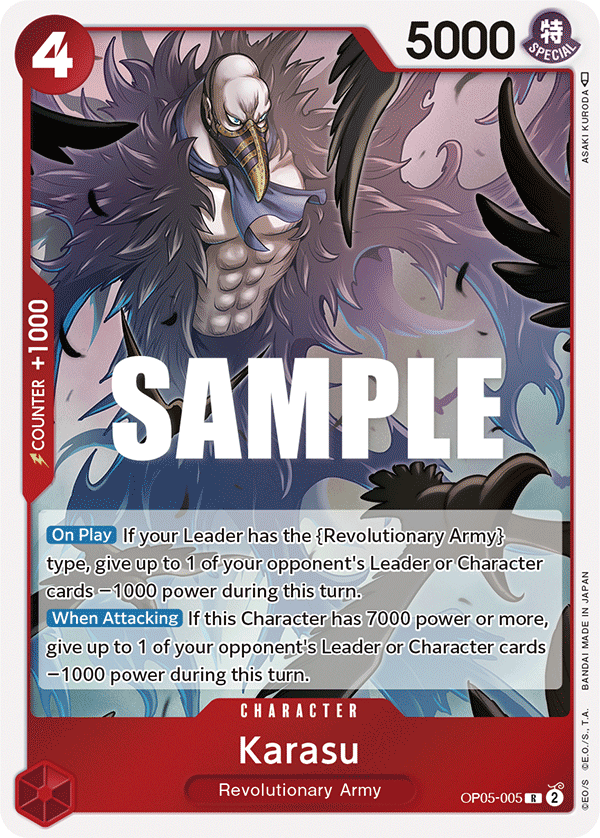 4
5000
特
SPECIAL
ASAKI KURODA
COUNTER +1000
SAMPLE
On Play If your Leader has the {Revolutionary Army}
type, give up to 1 of your opponent's Leader or Character
cards −1000 power during this turn.
When Attacking If this Character has 7000 power or more,
give up to 1 of your opponent's Leader or Character cards
−1000 power during this turn.
CHARACTER
Karasu
Revolutionary Army
OP05-005 R 2
©EO/S ©E.O./S., T.A. BANDAI MADE IN JAPAN